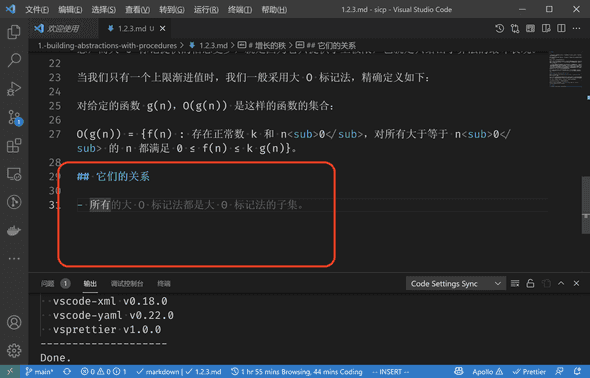 文件(F) 编辑(E) 选择(S) 查看(V) 转到(G) 运行(R) 终端(T) 帮助(H) 1.2.3.md - sicp - Visual Studio Code
欢迎使用 1.2.3.md U
1.-building-abstractions-with-procedures > 1.2.3.md > # 增长的秩 > ## 它们的关系
22
23 当我们只有一个上限渐进值时，我们一般采用大 O 标记法，精确定义如下：
24
25 对给定的函数 g(n)，O(g(n)) 是这样的函数的集合：
26
27 O(g(n)) = {f(n) : 存在正常数 k 和 n<sub>0</sub>，对所有大于等于 n<sub>0</
sub> 的 n 都满足 0 ≤ f(n) ≤ k g(n)}。
28
29 ## 它们的关系
30
31 - 所有的大 O 标记法都是大 Θ 标记法的子集。
问题 1 输出 调试控制台 终端 Code Settings Sync
vscode-xml v0.18.0
vscode-yaml v0.22.0
vsprettier v1.0.0
--------------------
Done.
main* 0 0 1 markdown | 1.2.3.md 1 hr 55 mins Browsing, 44 mins Coding -- INSERT -- Apollo Prettier